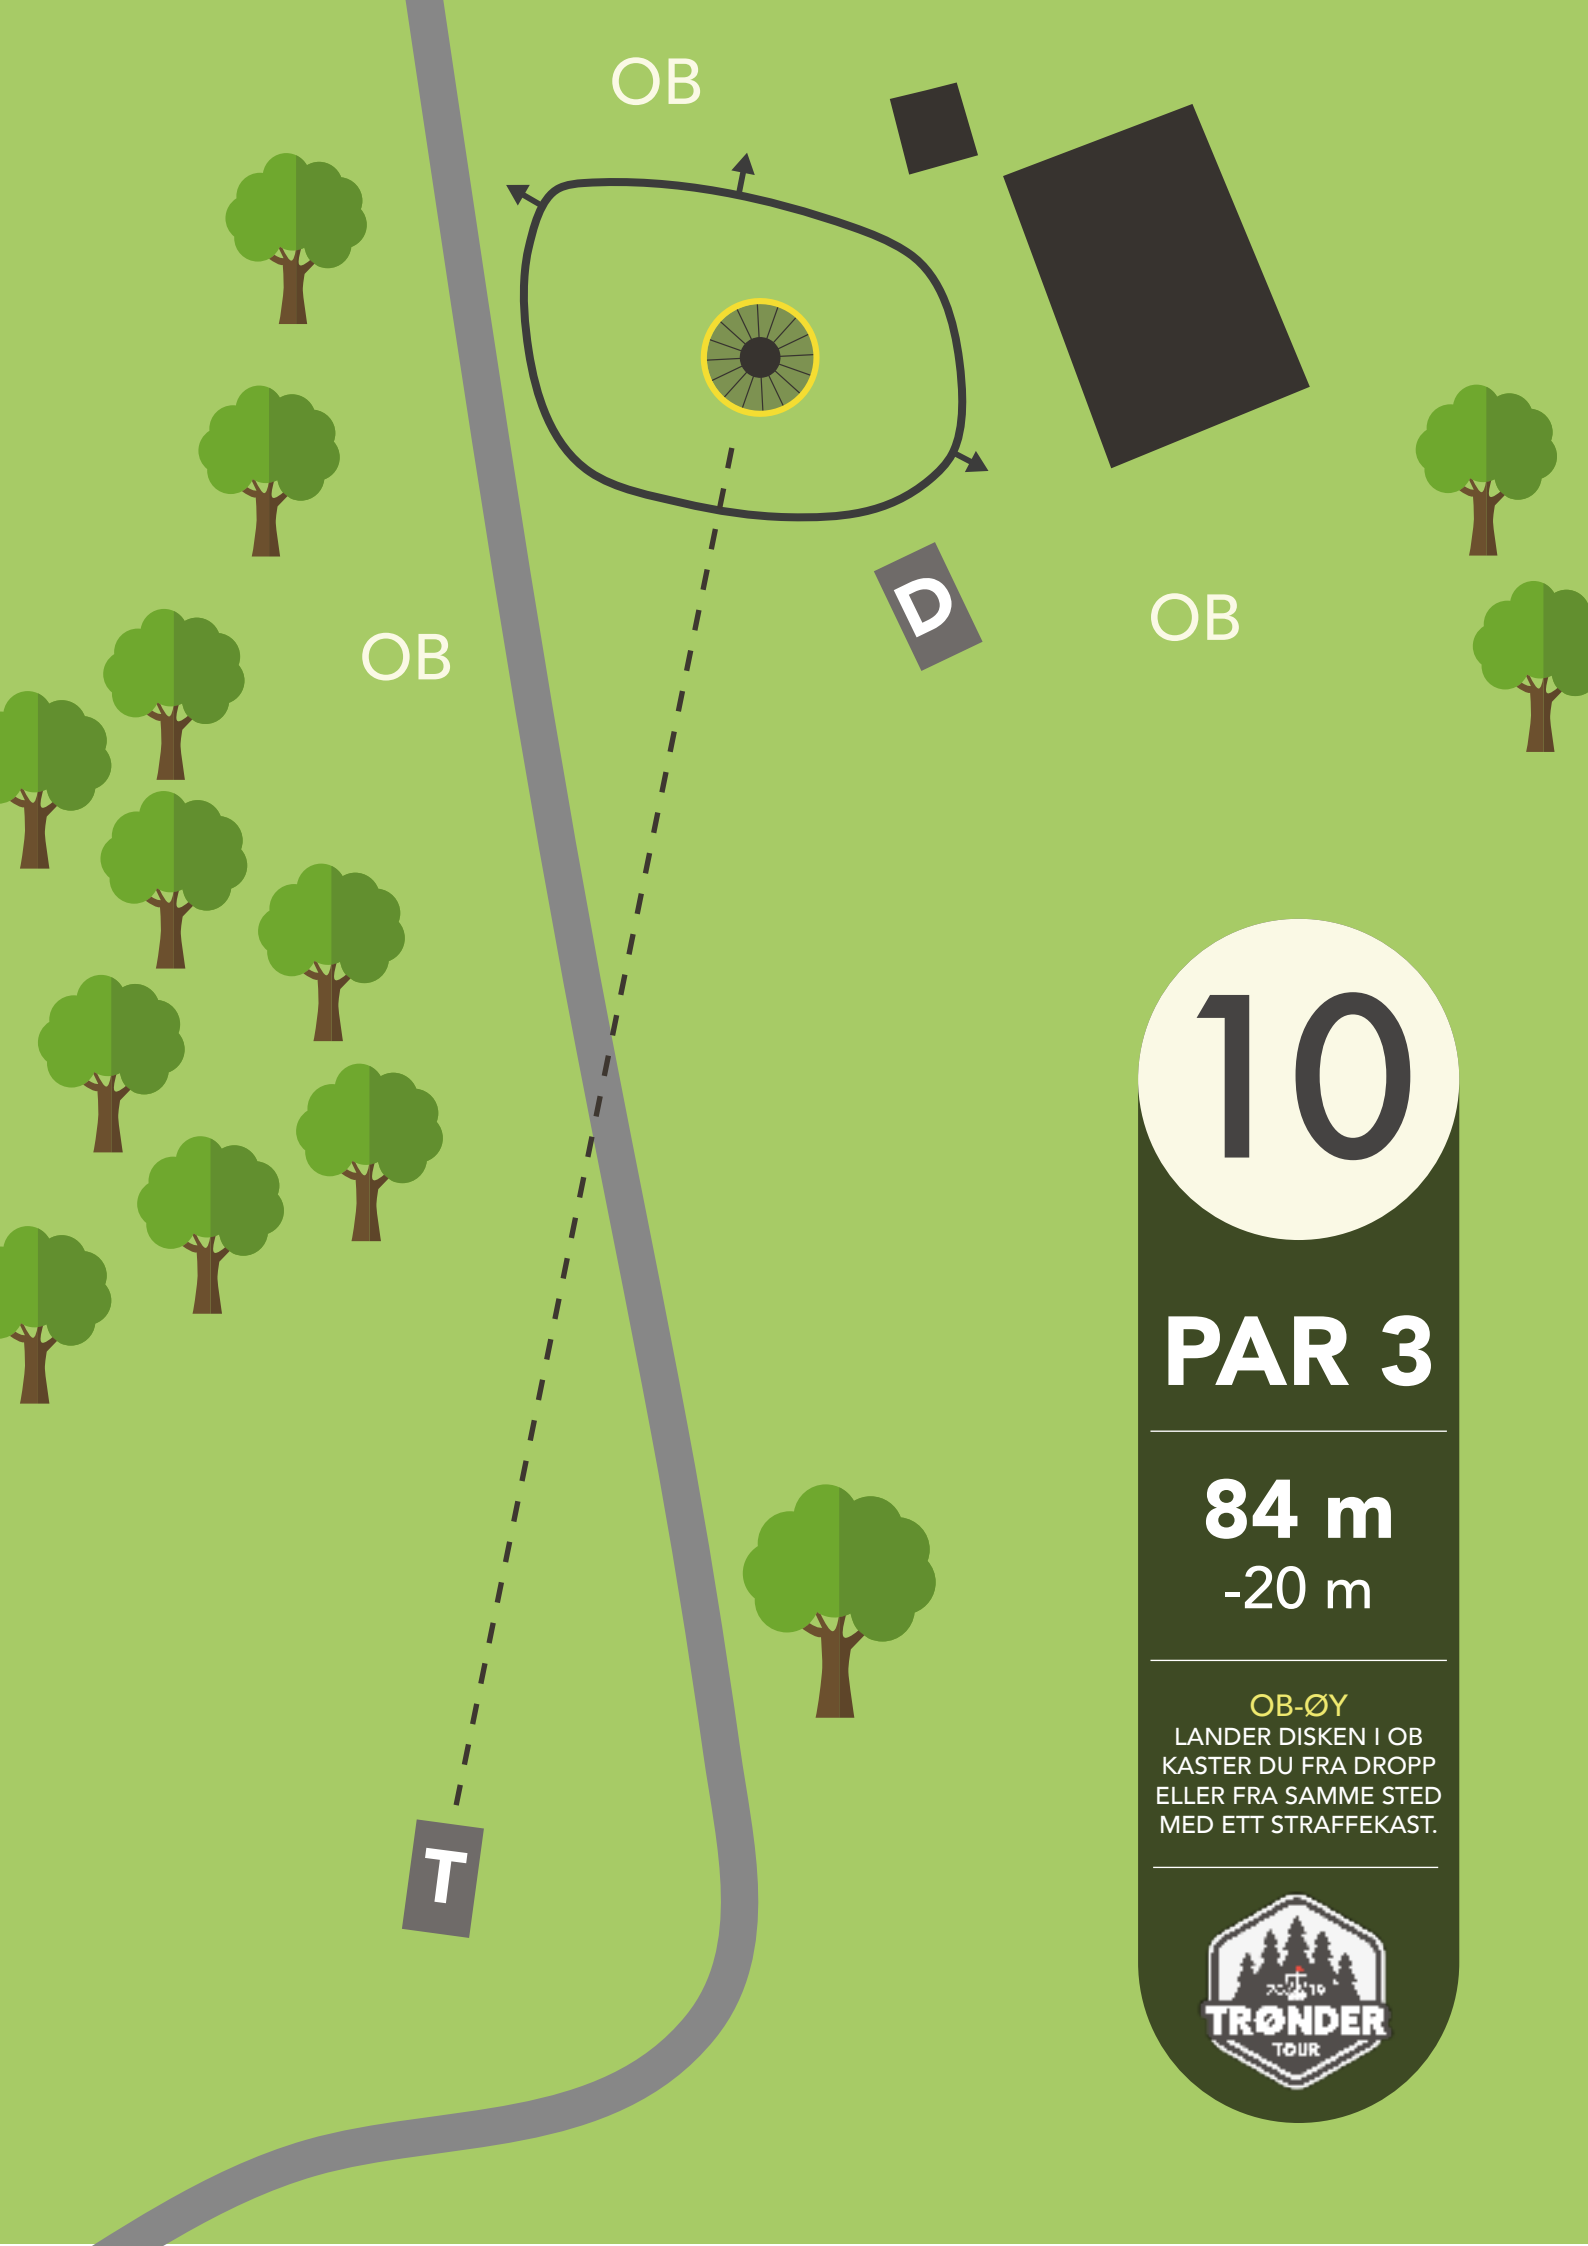 OB
D
OB
OB
10
PAR 3
84 m
-20 m
OB-ØY
LANDER DISKEN I OB
KASTER DU FRA DROPP
ELLER FRA SAMME STED
MED ETT STRAFFEKAST.
T
TRØNDER
TOUR